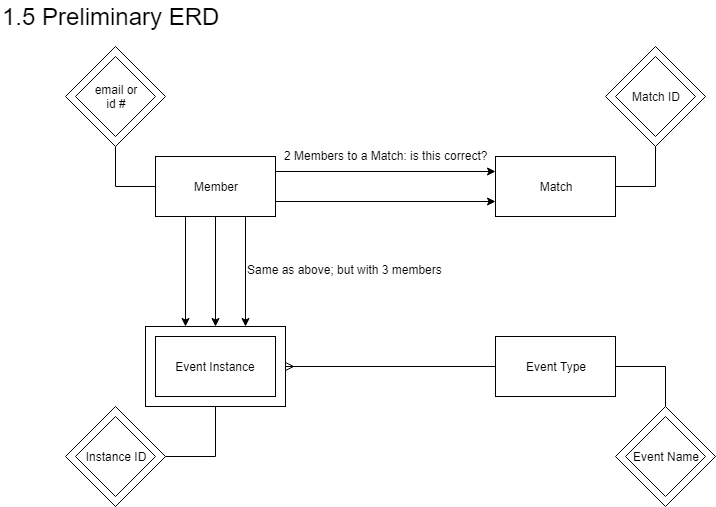 1.5 Preliminary ERD
email or
id #
Match ID
2 Members to a Match: is this correct?
Member
Match
Same as above; but with 3 members
Event Instance
Event Type
Instance ID
Event Name